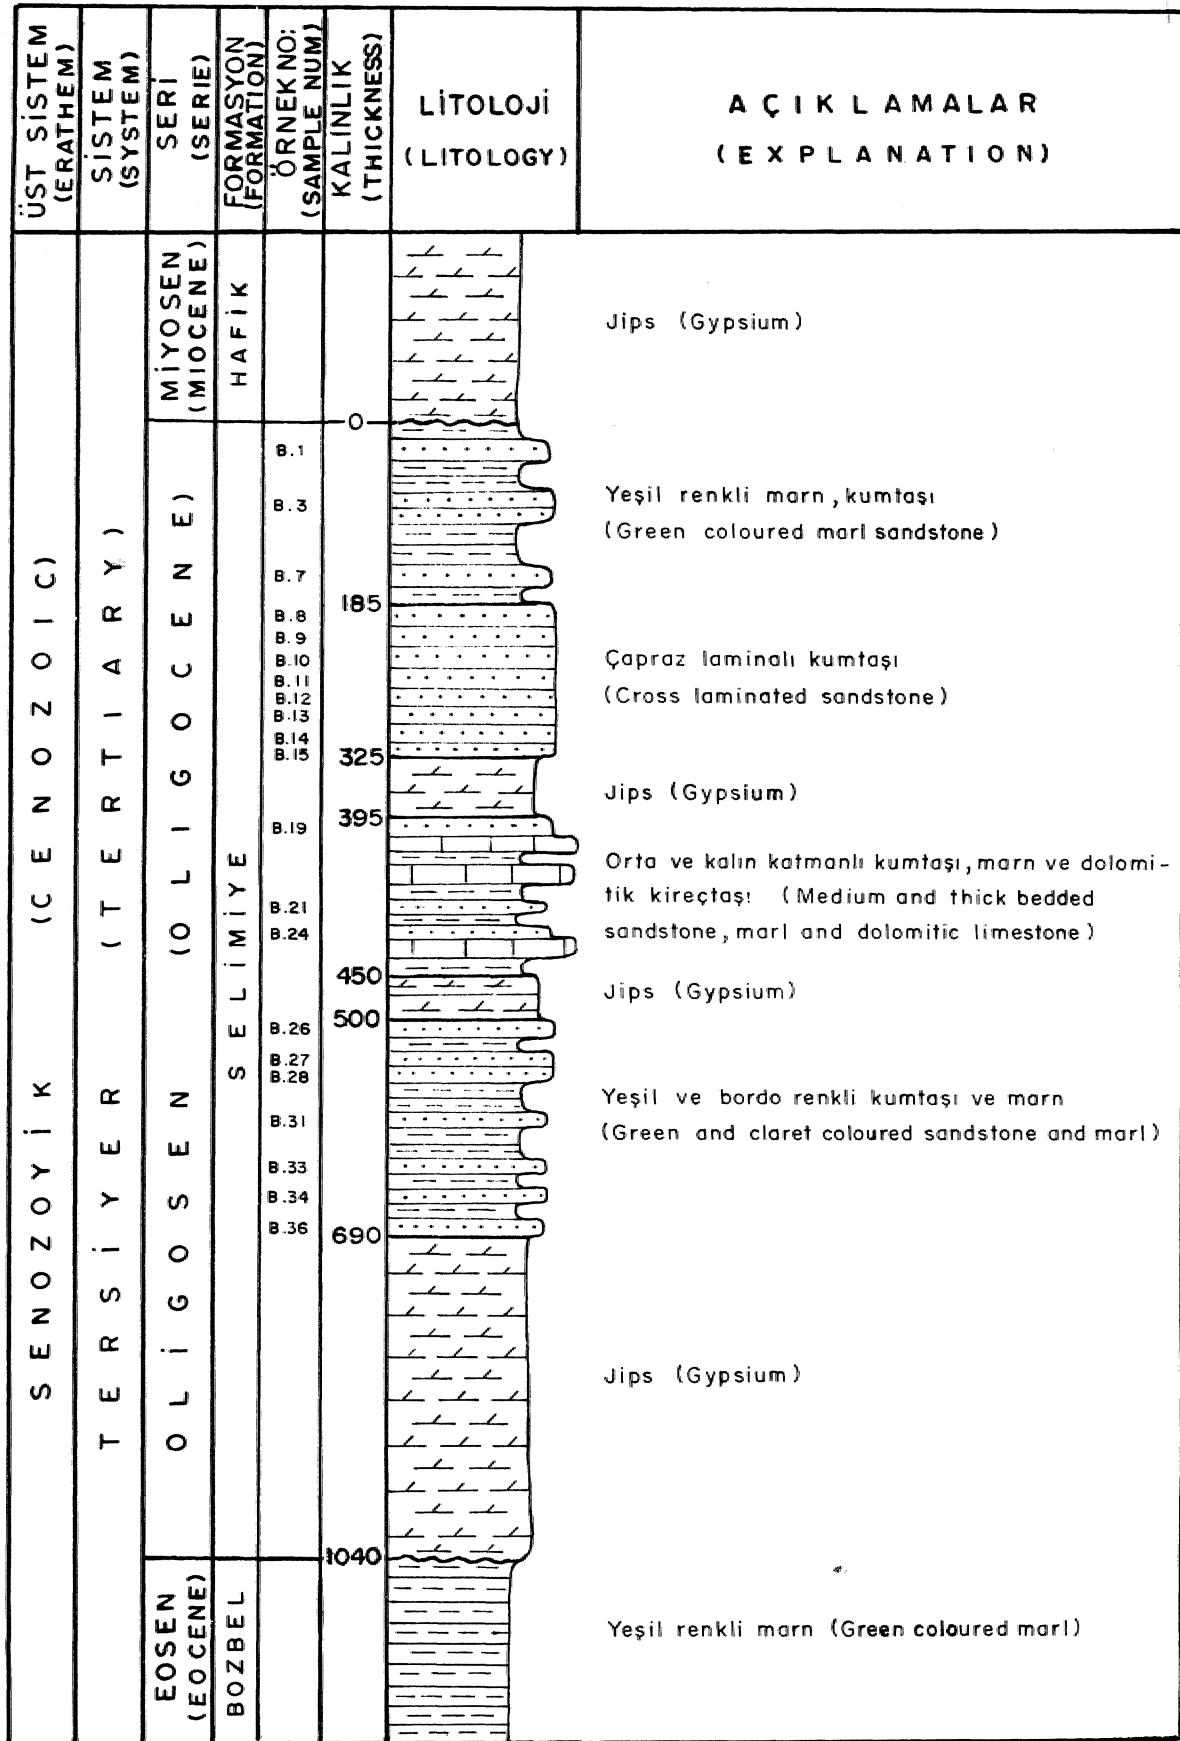 ÜST SİSTEM
(ERATHEM)
SİSTEM
(SYSTEM)
SERİ
(SERIE)
FORMASYON
(FORMATION)
ÖRNEK NO:
(SAMPLE NUM)
KALINLIK
(THICKNESS)
LİTOLOJİ
(LITOLOGY)
AÇIKLAMALAR
(EXPLANATION)
SENOZOYİK (CENOZOIC)
TERSİYER (TERTIARY)
MİYOSEN
(MIOCENE)
HAFİK
Jips (Gypsium)
0
OLİGOSEN (OLIGOCENE)
SELİMİYE
B.1
B.3
B.7
Yeşil renkli marn, kumtaşı
(Green coloured marl sandstone)
185
B.8
B.9
B.10
B.11
B.12
B.13
B.14
B.15
Çapraz laminalı kumtaşı
(Cross laminated sandstone)
325
Jips (Gypsium)
395
B.19
B.21
B.24
Orta ve kalın katmanlı kumtaşı, marn ve dolomi-
tik kireçtaşı (Medium and thick bedded
sandstone, marl and dolomitic limestone)
450
Jips (Gypsium)
500
B.26
B.27
B.28
B.31
B.33
B.34
B.36
Yeşil ve bordo renkli kumtaşı ve marn
(Green and claret coloured sandstone and marl)
690
Jips (Gypsium)
1040
EOSEN
(EOCENE)
BOZBEL
Yeşil renkli marn (Green coloured marl)